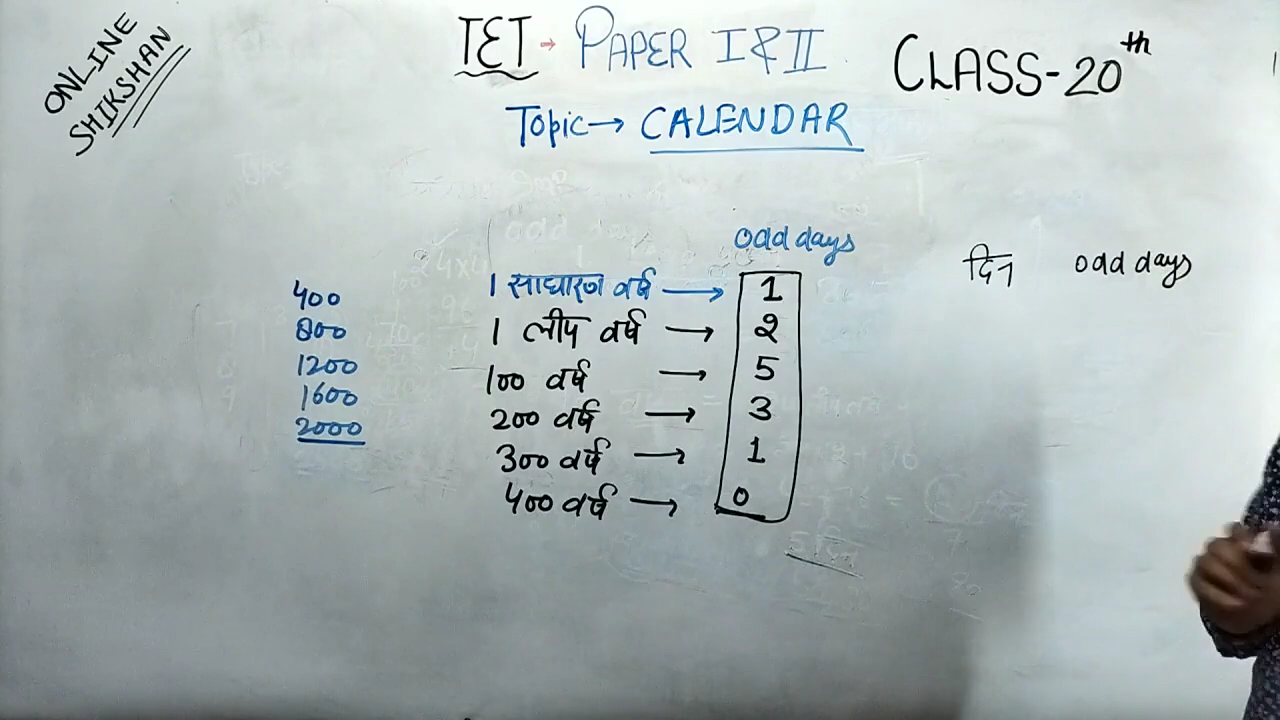 ONLINE
SHIKSHAN
TET → PAPER I & II
CLASS-20th
Topic → CALENDAR
400
800
1200
1600
2000
odd days
1 साधारण वर्ष → 1
1 लीप वर्ष → 2
100 वर्ष → 5
200 वर्ष → 3
300 वर्ष → 1
400 वर्ष → 0
दिन odd days